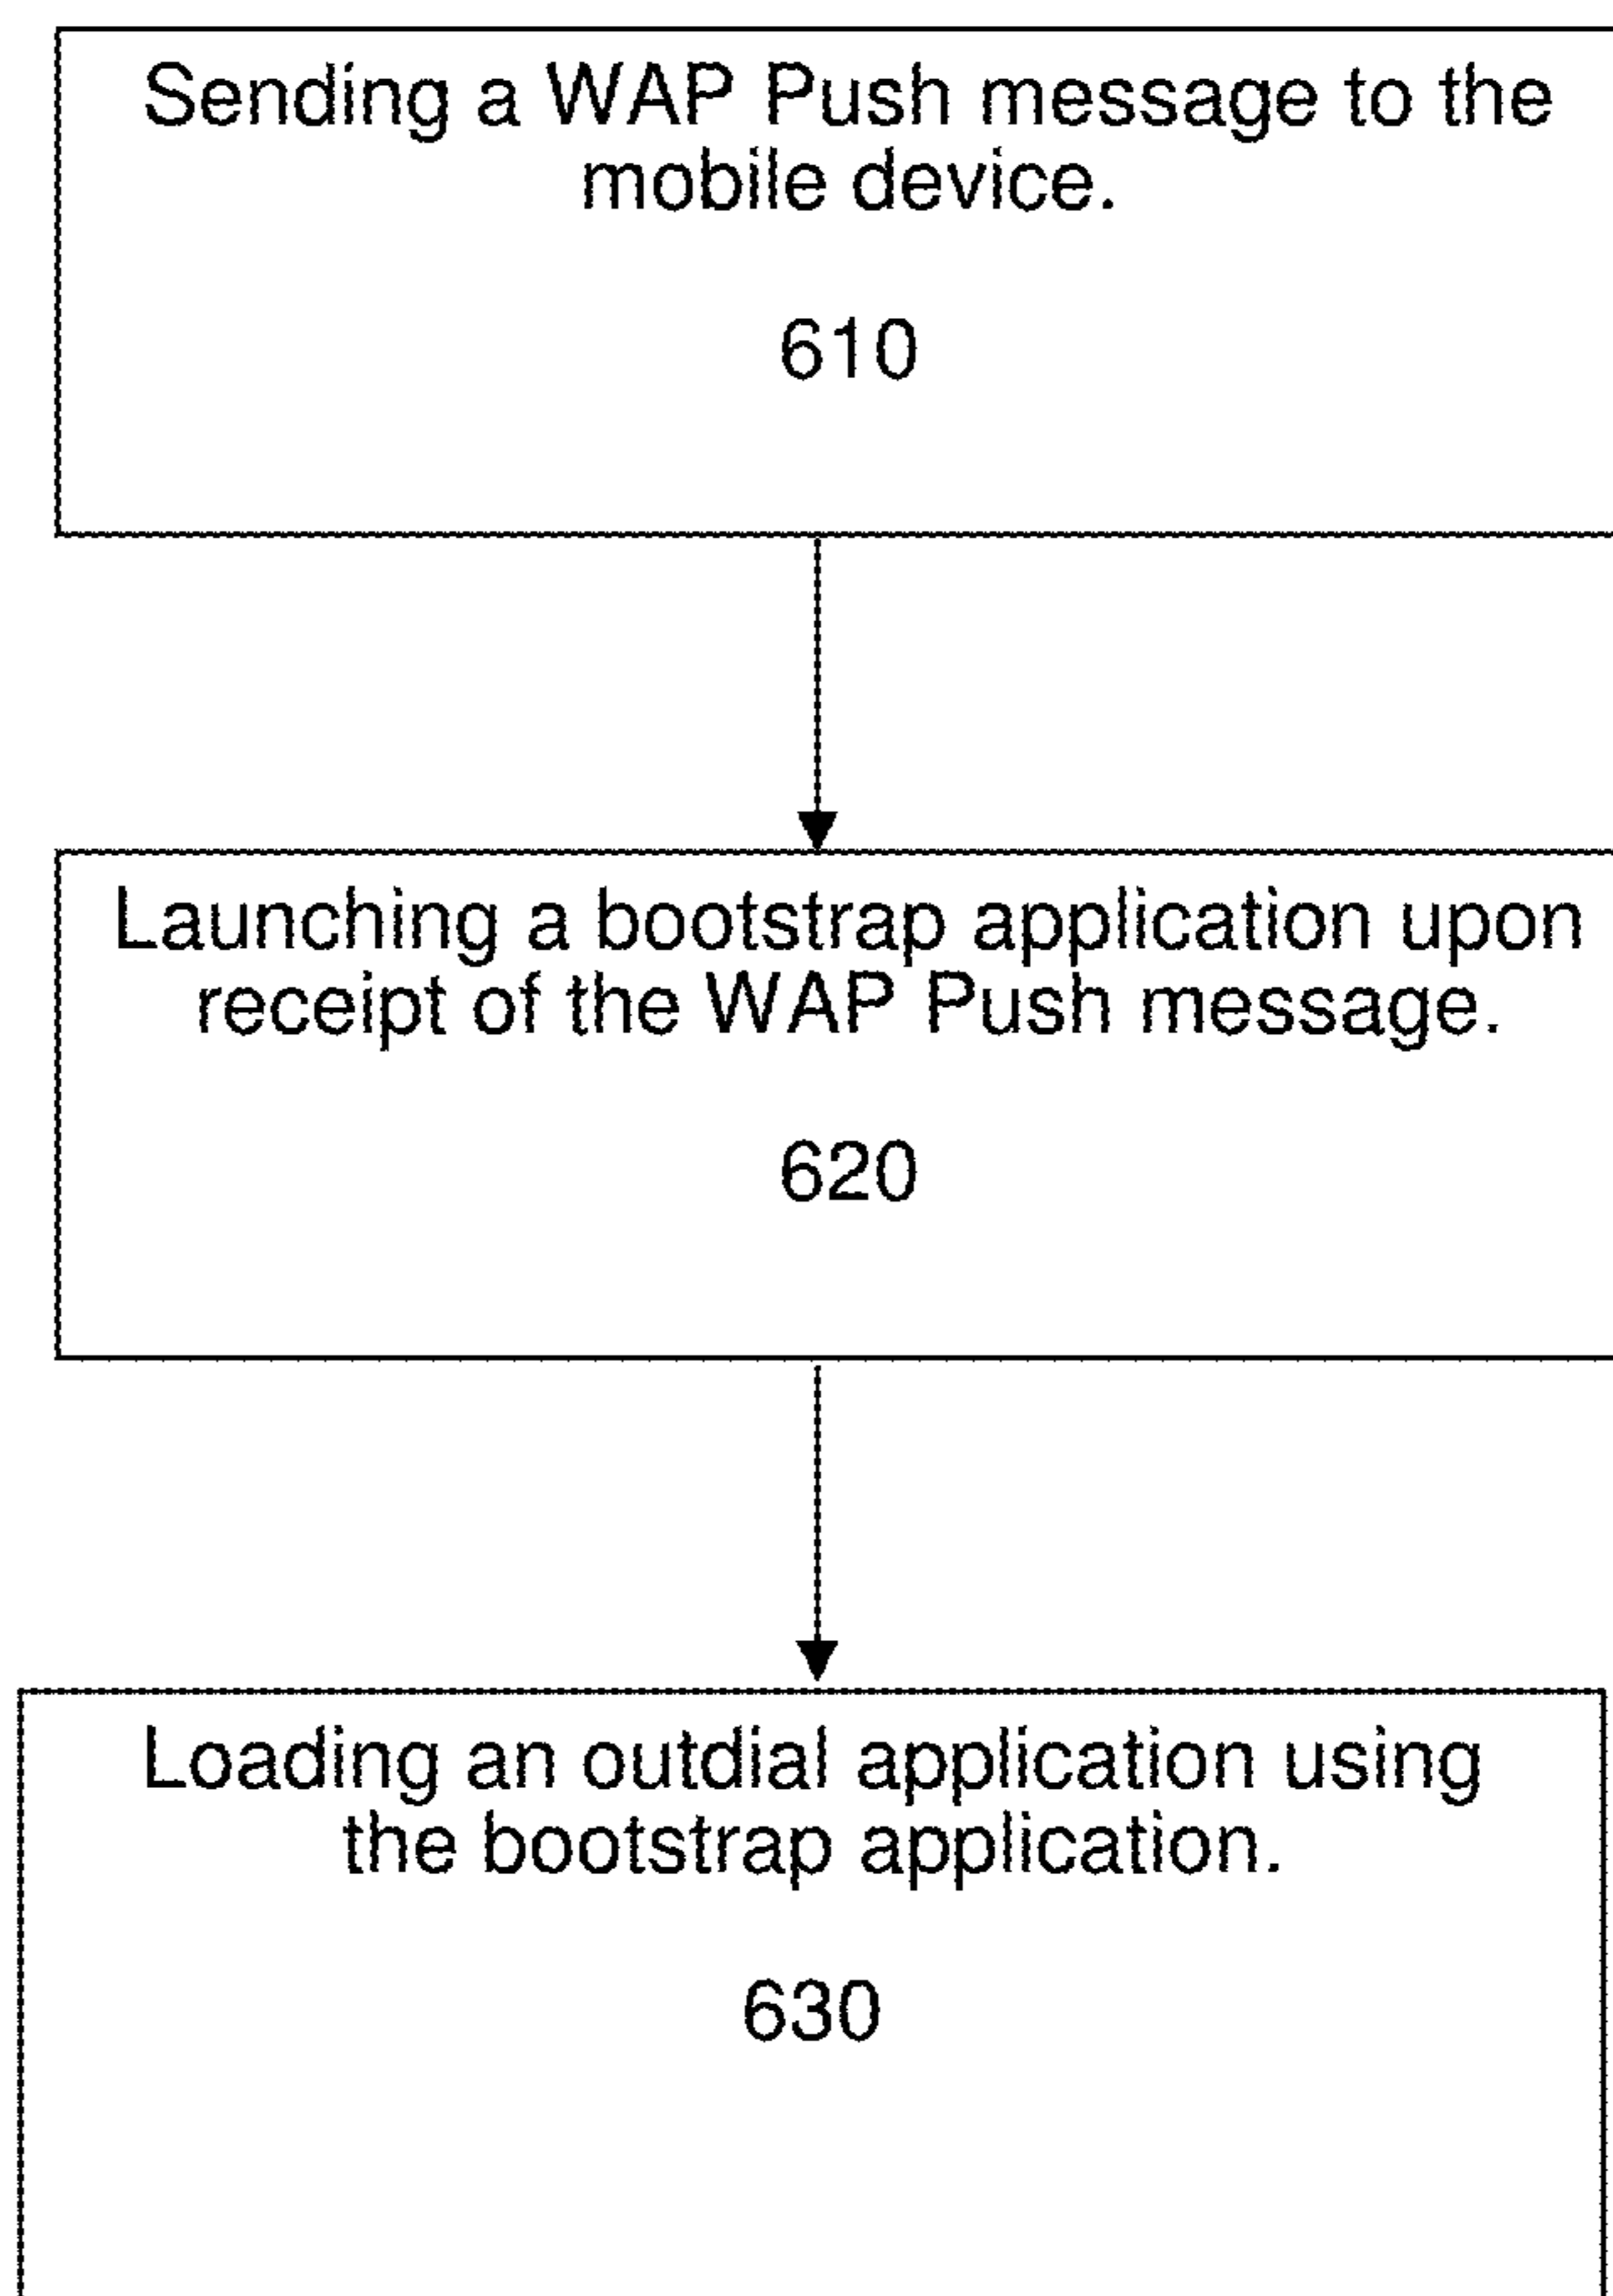 Sending a WAP Push message to the
mobile device.
610
Launching a bootstrap application upon
receipt of the WAP Push message.
620
Loading an outdial application using
the bootstrap application.
630